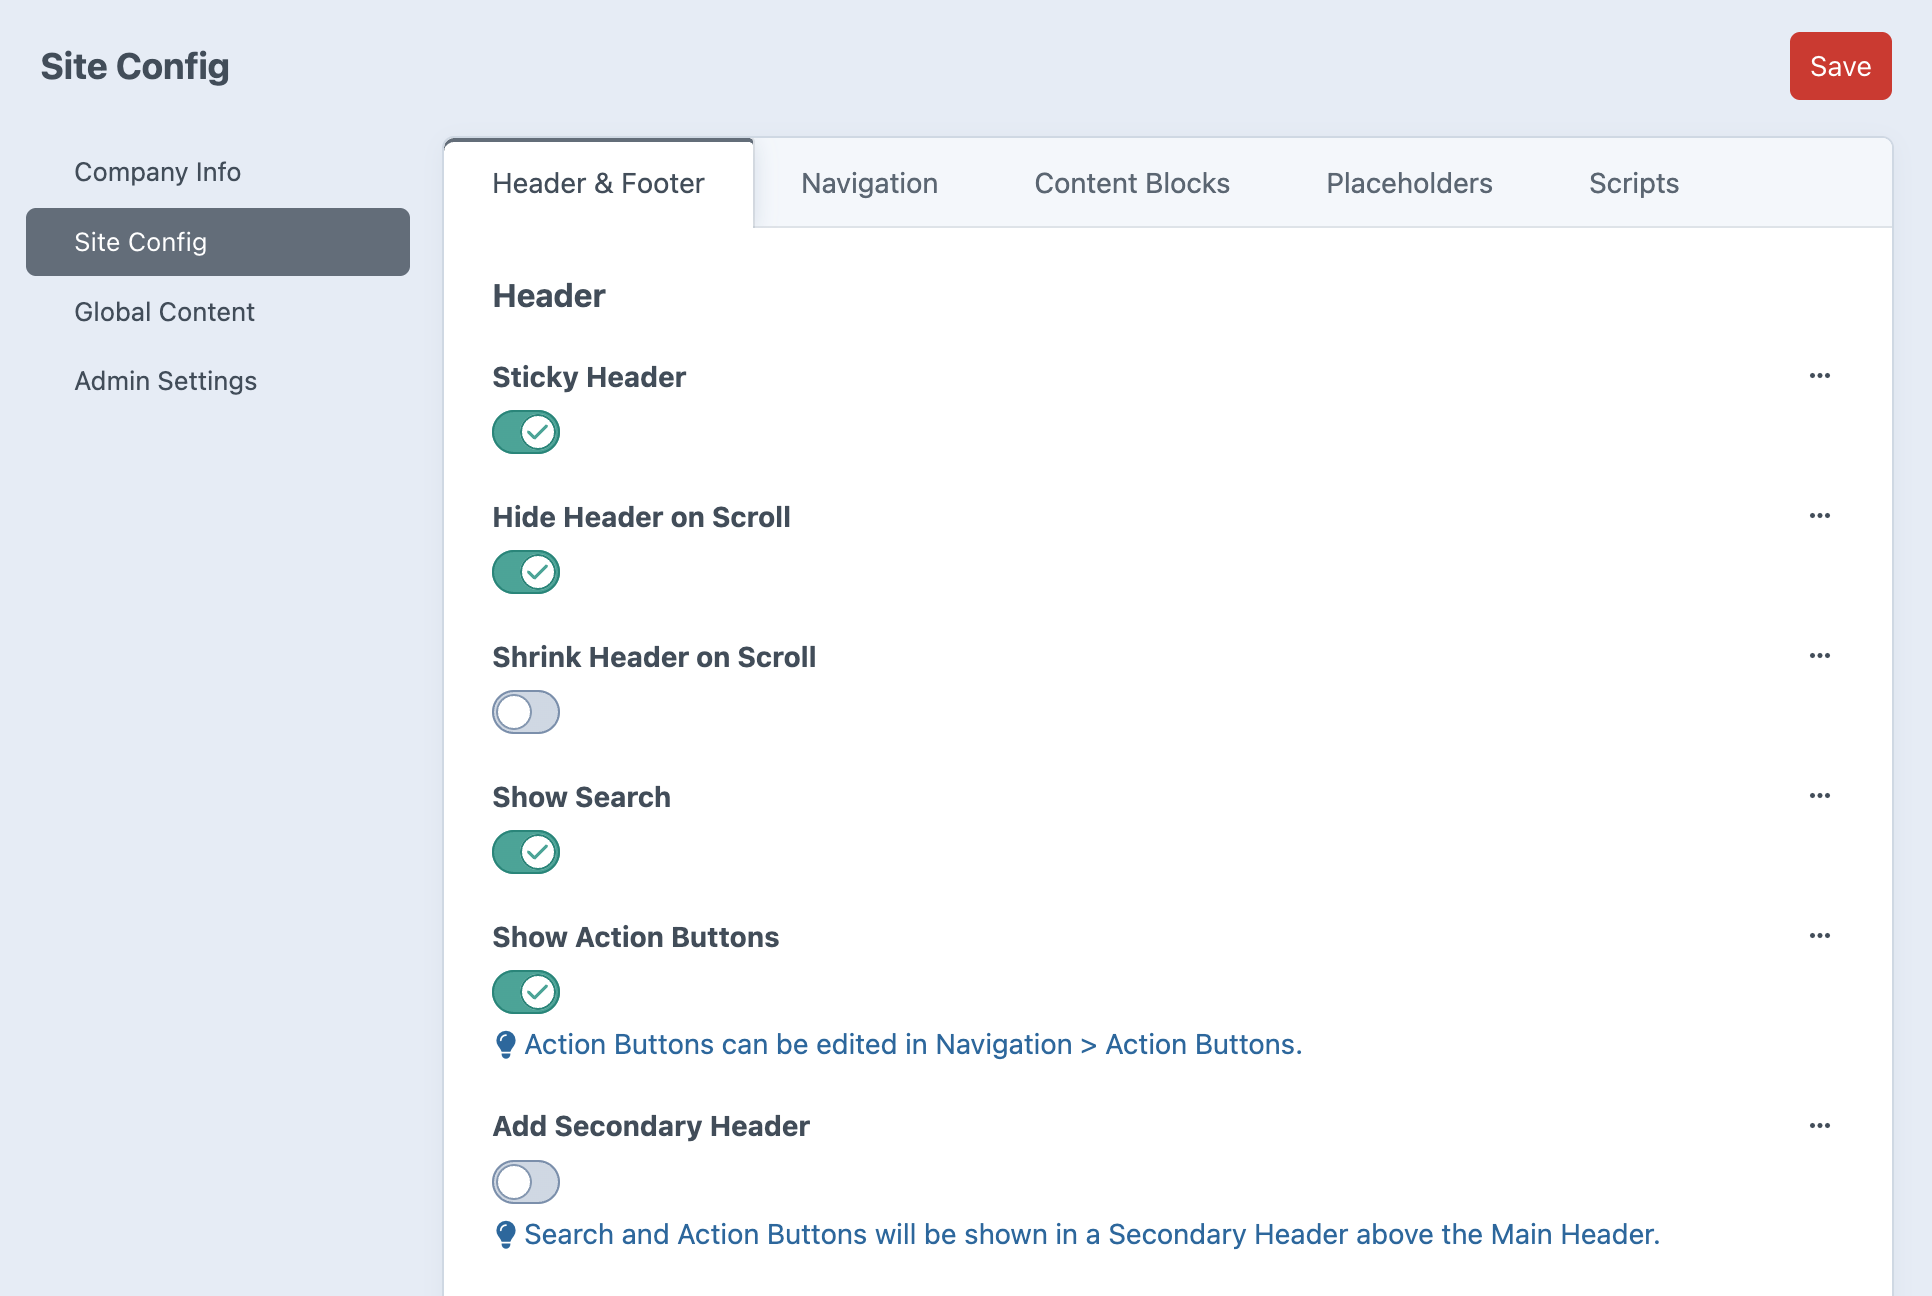 Site Config
Save
Company Info
Site Config
Global Content
Admin Settings
Header & Footer
Navigation
Content Blocks
Placeholders
Scripts
Header
Sticky Header
Hide Header on Scroll
Shrink Header on Scroll
Show Search
Show Action Buttons
Action Buttons can be edited in Navigation > Action Buttons.
Add Secondary Header
Search and Action Buttons will be shown in a Secondary Header above the Main Header.